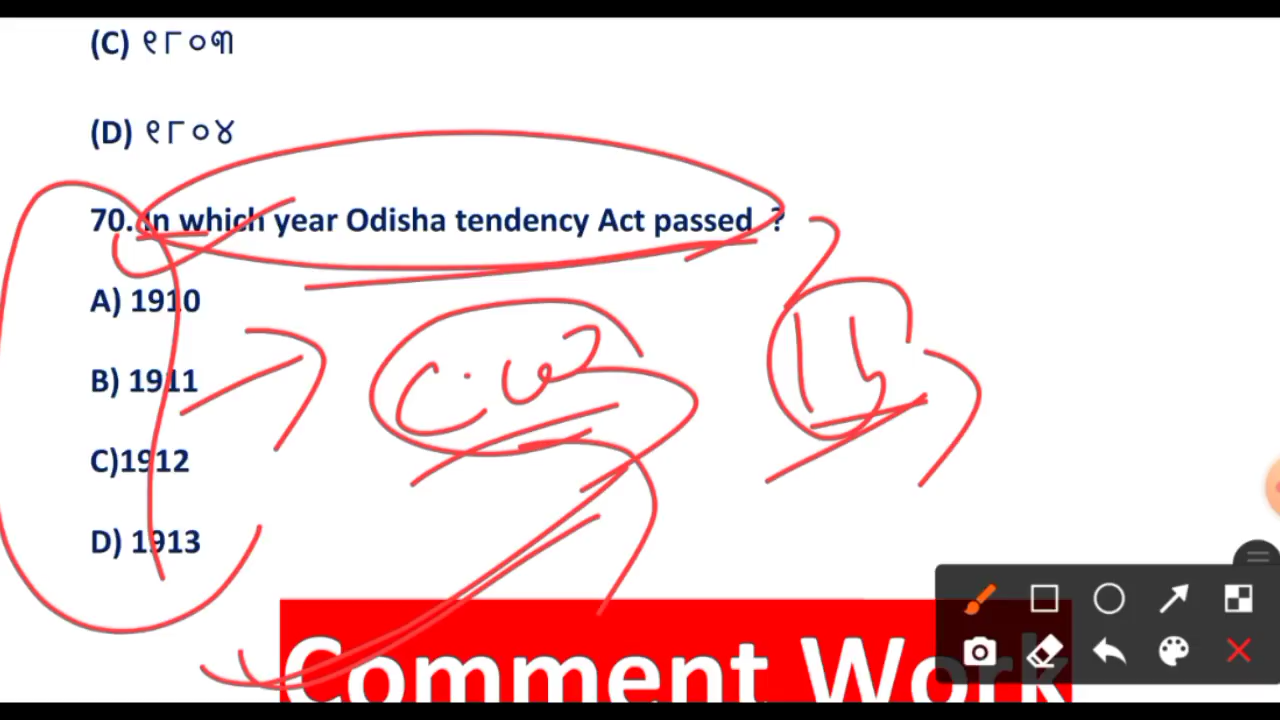 (C) ୧୮୦୩
(D) ୧୮୦୪
70. In which year Odisha tendency Act passed ?
A) 1910
B) 1911
C)1912
D) 1913
Comment Work